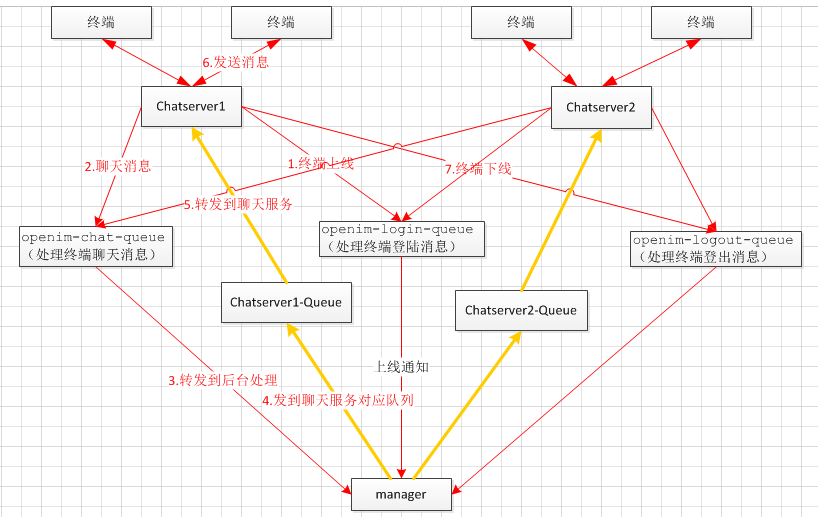 终端
终端
终端
终端
6.发送消息
Chatserver1
Chatserver2
2.聊天消息
1.终端上线
7.终端下线
5.转发到聊天服务
openim-chat-queue
（处理终端聊天消息）
openim-login-queue
（处理终端登陆消息）
openim-logout-queue
（处理终端登出消息）
Chatserver1-Queue
Chatserver2-Queue
上线通知
3.转发到后台处理
4.发到聊天服务对应队列
manager